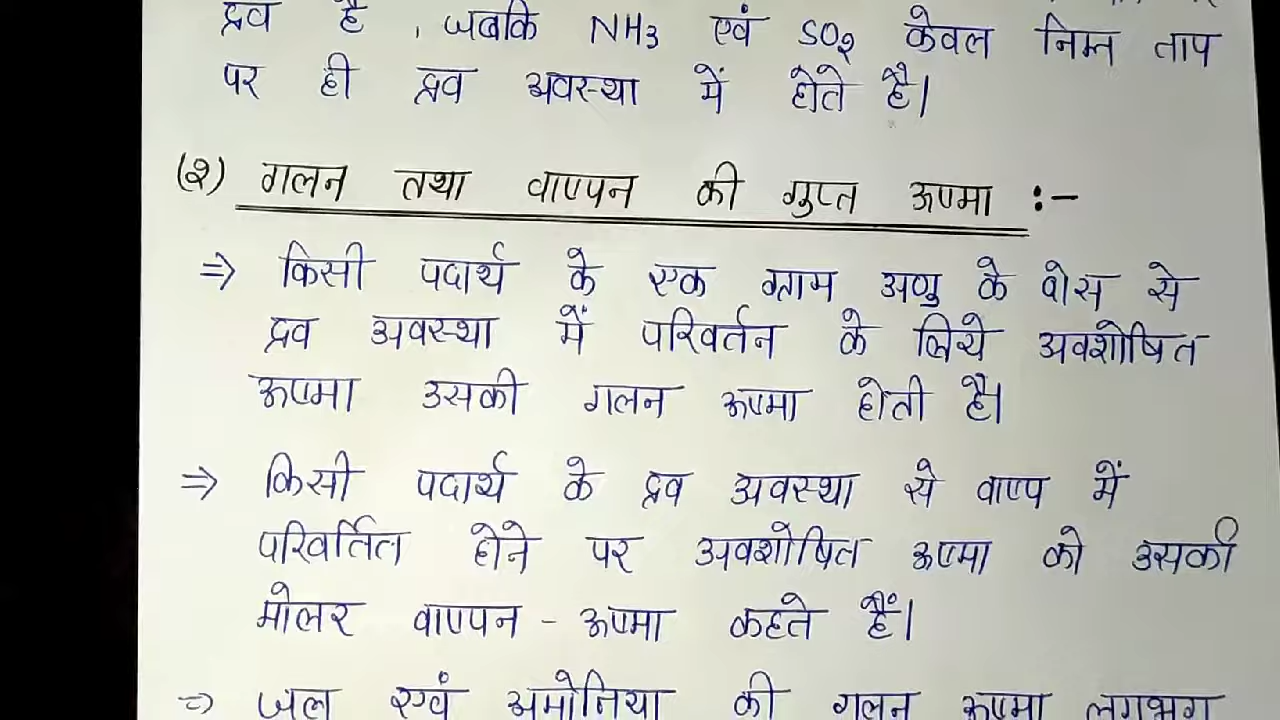 द्रव है , जबकि NH3 एवं SO2 केवल निम्न ताप
पर ही द्रव अवस्था में होते है।
(2) गलन तथा वाष्पन की गुप्त ऊष्मा :-
⇒ किसी पदार्थ के एक ग्राम अणु के ठोस से
द्रव अवस्था में परिवर्तन के लिये अवशोषित
ऊष्मा उसकी गलन ऊष्मा होती है।
⇒ किसी पदार्थ के द्रव अवस्था से वाष्प में
परिवर्तित होने पर अवशोषित ऊष्मा को उसकी
मोलर वाष्पन - ऊष्मा कहते हैं।
⇒ जल एवं अमोनिया की गलन ऊष्मा लगभग